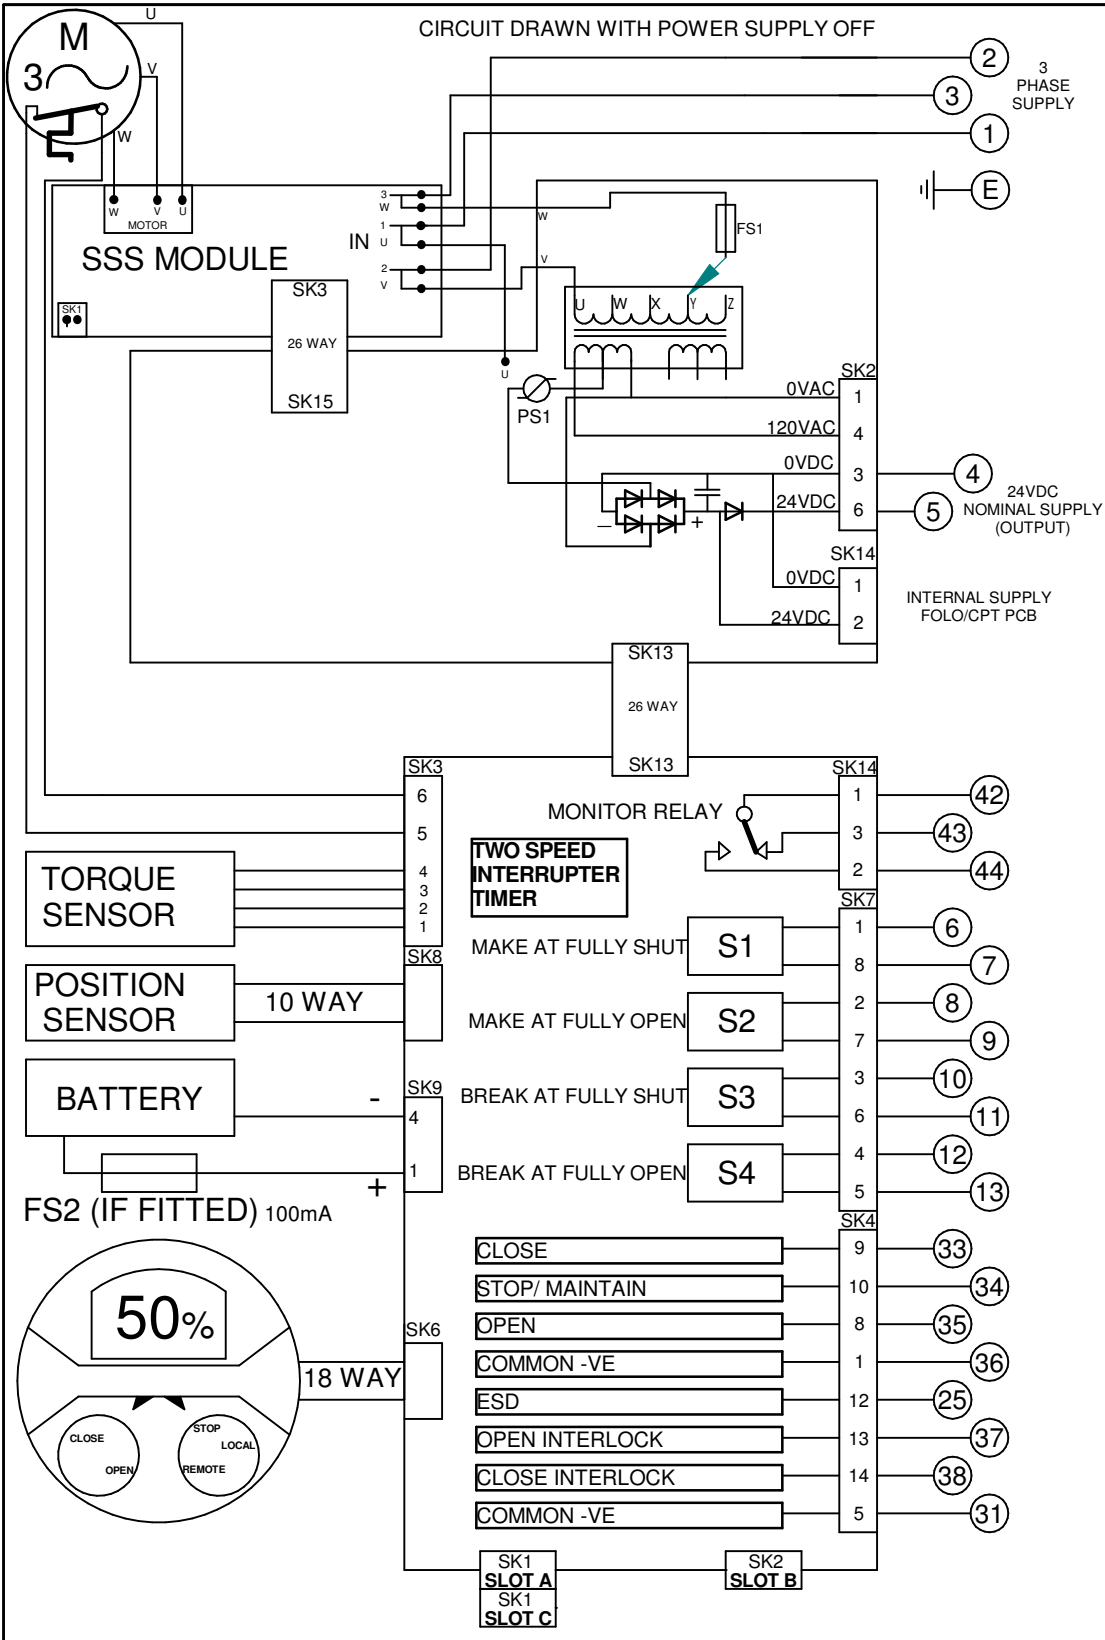 CIRCUIT DRAWN WITH POWER SUPPLY OFF
U
M
3
V
W
2
3
1
E
3
PHASE
SUPPLY
W V U
MOTOR
SSS MODULE
IN
3
W
1
U
2
V
SK1
SK3
26 WAY
SK15
W
V
FS1
U W X Y Z
U
PS1
SK2
0VAC 1
120VAC 4
0VDC 3
24VDC 6
4
5
24VDC
NOMINAL SUPPLY
(OUTPUT)
— +
SK14
0VDC 1
24VDC 2
INTERNAL SUPPLY
FOLO/CPT PCB
SK13
26 WAY
SK13
SK3
6
5
4
3
2
1
TORQUE
SENSOR
TWO SPEED
INTERRUPTER
TIMER
MONITOR RELAY
SK14
1 42
3 43
2 44
SK8
POSITION
SENSOR
10 WAY
SK7
MAKE AT FULLY SHUT S1
1 6
8 7
MAKE AT FULLY OPEN S2
2 8
7 9
BREAK AT FULLY SHUT S3
3 10
6 11
BREAK AT FULLY OPEN S4
4 12
5 13
BATTERY
-
+
SK9
4
1
FS2 (IF FITTED) 100mA
50%
CLOSE
OPEN
STOP
LOCAL
REMOTE
18 WAY
SK6
SK4
CLOSE 9 33
STOP/ MAINTAIN 10 34
OPEN 8 35
COMMON -VE 1 36
ESD 12 25
OPEN INTERLOCK 13 37
CLOSE INTERLOCK 14 38
COMMON -VE 5 31
SK1
SLOT A
SK1
SLOT C
SK2
SLOT B